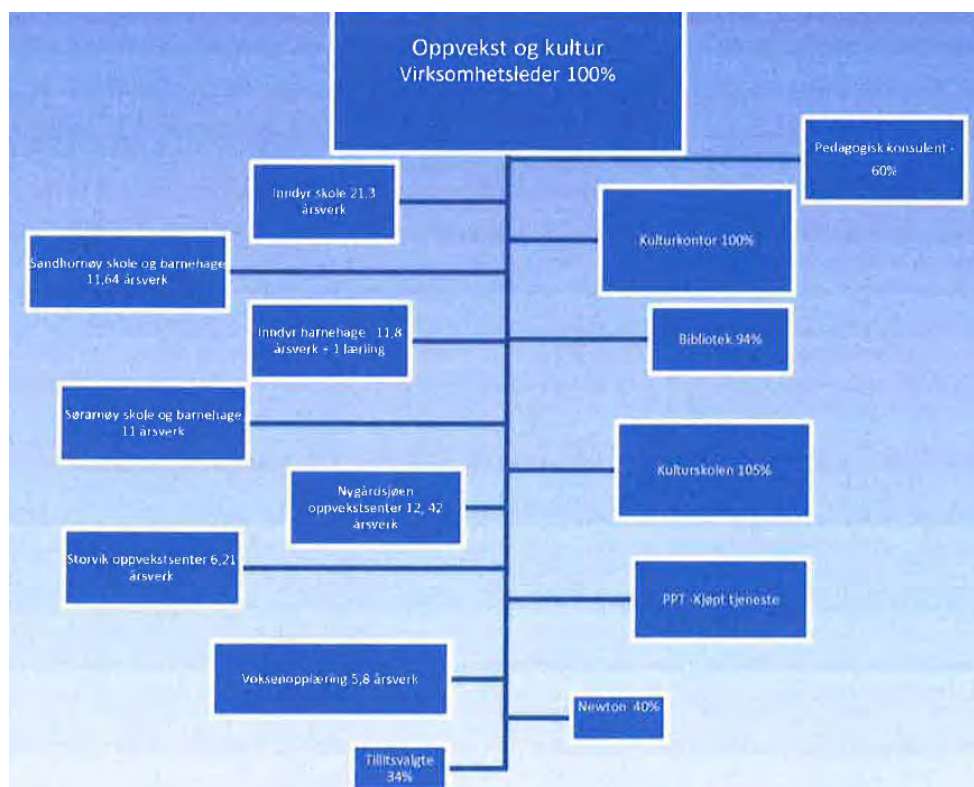 Oppvekst og kultur
Virksomhetsleder 100%
Pedagogisk konsulent -
60%
Inndyr skole 21,3
årsverk
Kulturkontor 100%
Sandhornøy skole og barnehage
11,64 årsverk
Inndyr barnehage 11,8
årsverk + 1 lærling
Bibliotek 94%
Sørarnøy skole og barnehage
11 årsverk
Kulturskolen 105%
Nygårdsjøen
oppvekstsenter 12, 42
årsverk
Storvik oppvekstsenter 6,21
årsverk
PPT -Kjøpt tjeneste
Voksenopplæring 5,8 årsverk
Newton 40%
Tillitsvalgte
34%